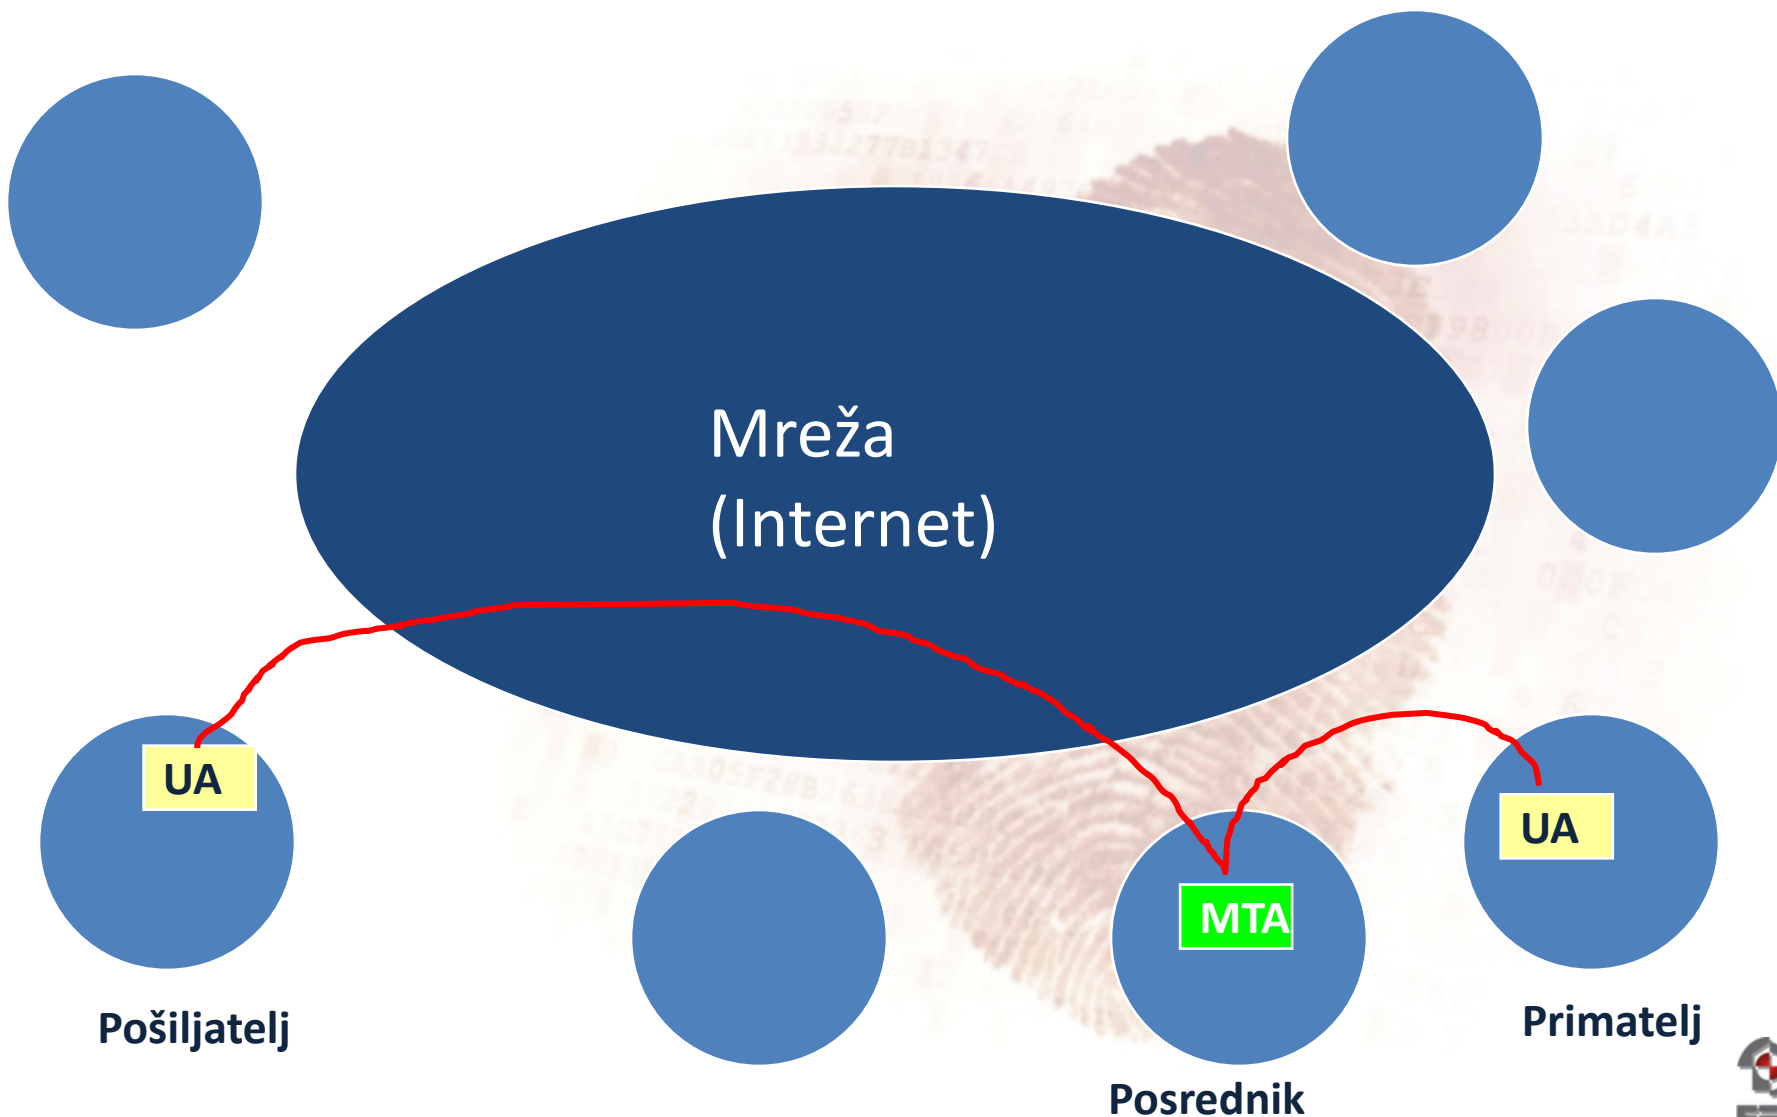 Mreža
(Internet)
UA
UA
MTA
Pošiljatelj
Primatelj
Posrednik